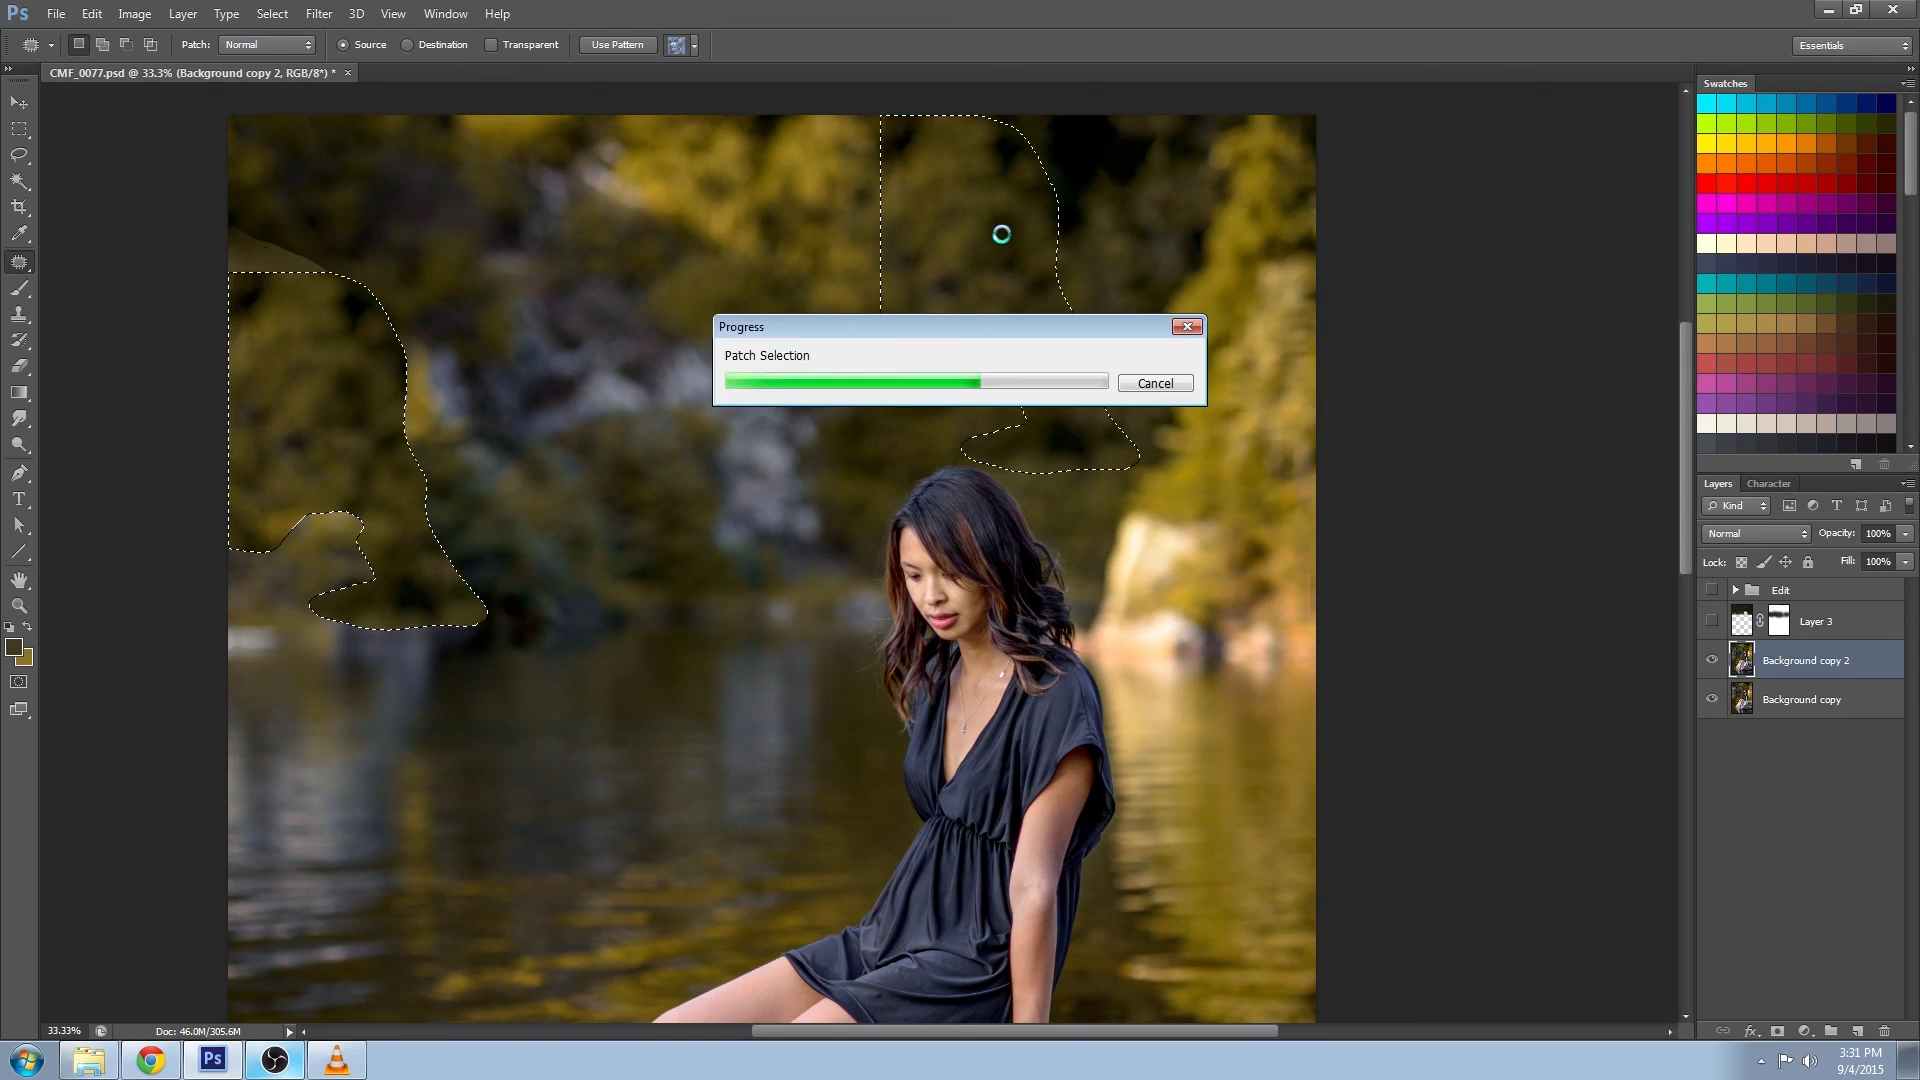 Ps File Edit Image Layer Type Select Filter 3D View Window Help
Patch: Normal Source Destination Transparent Use Pattern Essentials
CMF_0077.psd @ 33.3% (Background copy 2, RGB/8*) * ×
Swatches
Progress
Patch Selection
Cancel
Layers Character
Kind
Normal Opacity: 100%
Lock: Fill: 100%
Edit
Layer 3
Background copy 2
Background copy
33.33% Doc: 46.0M/305.6M
fx
Ps
3:31 PM
9/4/2015